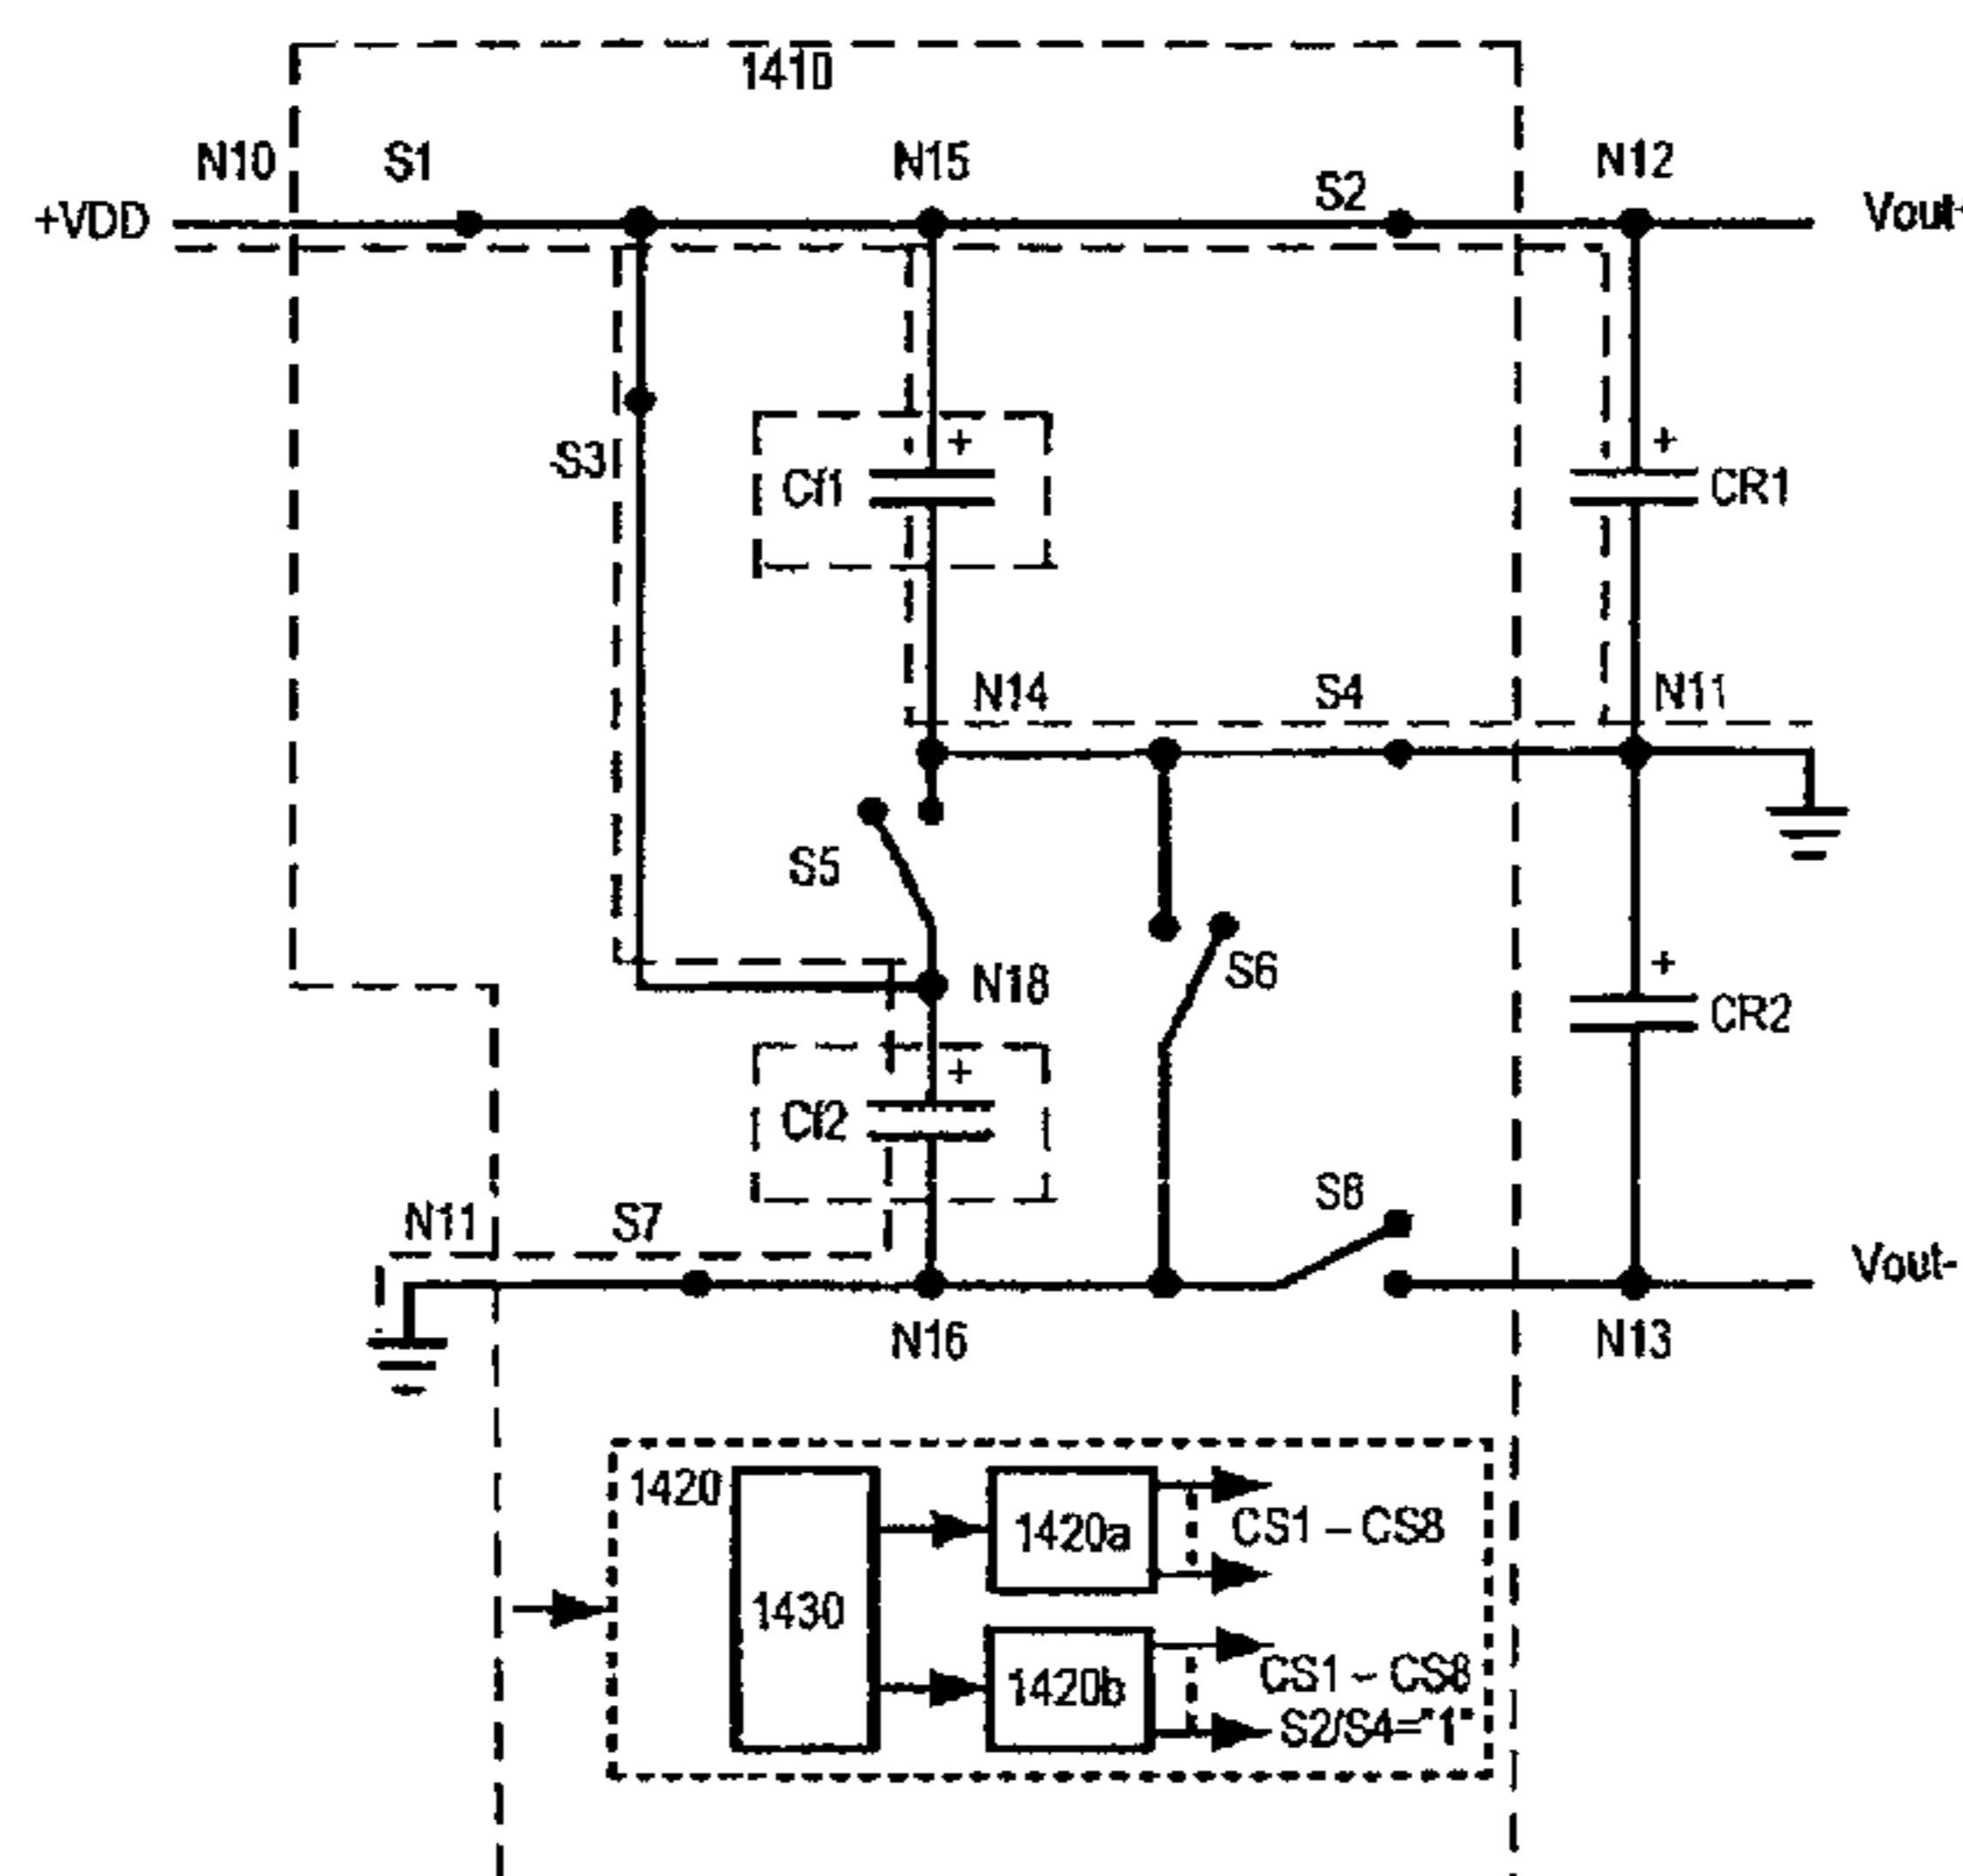 1410
N10 S1 N15 S2 N12
+VDD
Vout+
S3
+
Cf1
+
CR1
N14 S4 N11
S5
S6
N18
+
CR2
+
Cf2
N11 S7 S8
Vout-
N16 N13
1420
1430
1420a
CS1 – CS8
1420b
CS1 – CS8
S2/S4="1"